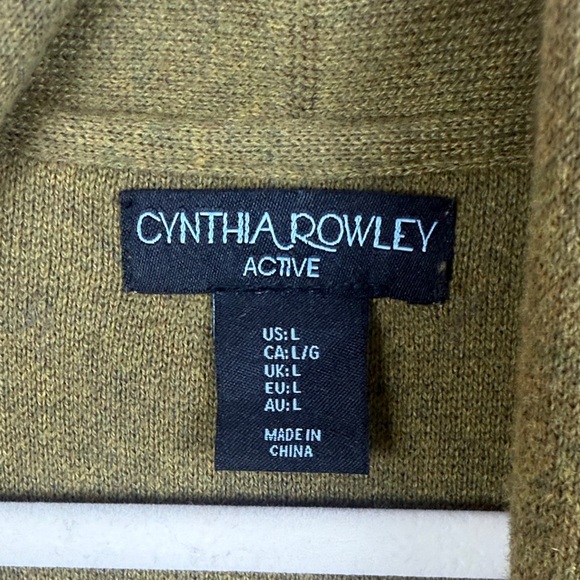 CYNTHIA ROWLEY
ACTIVE
US: L
CA: L/G
UK: L
EU: L
AU: L
MADE IN
CHINA